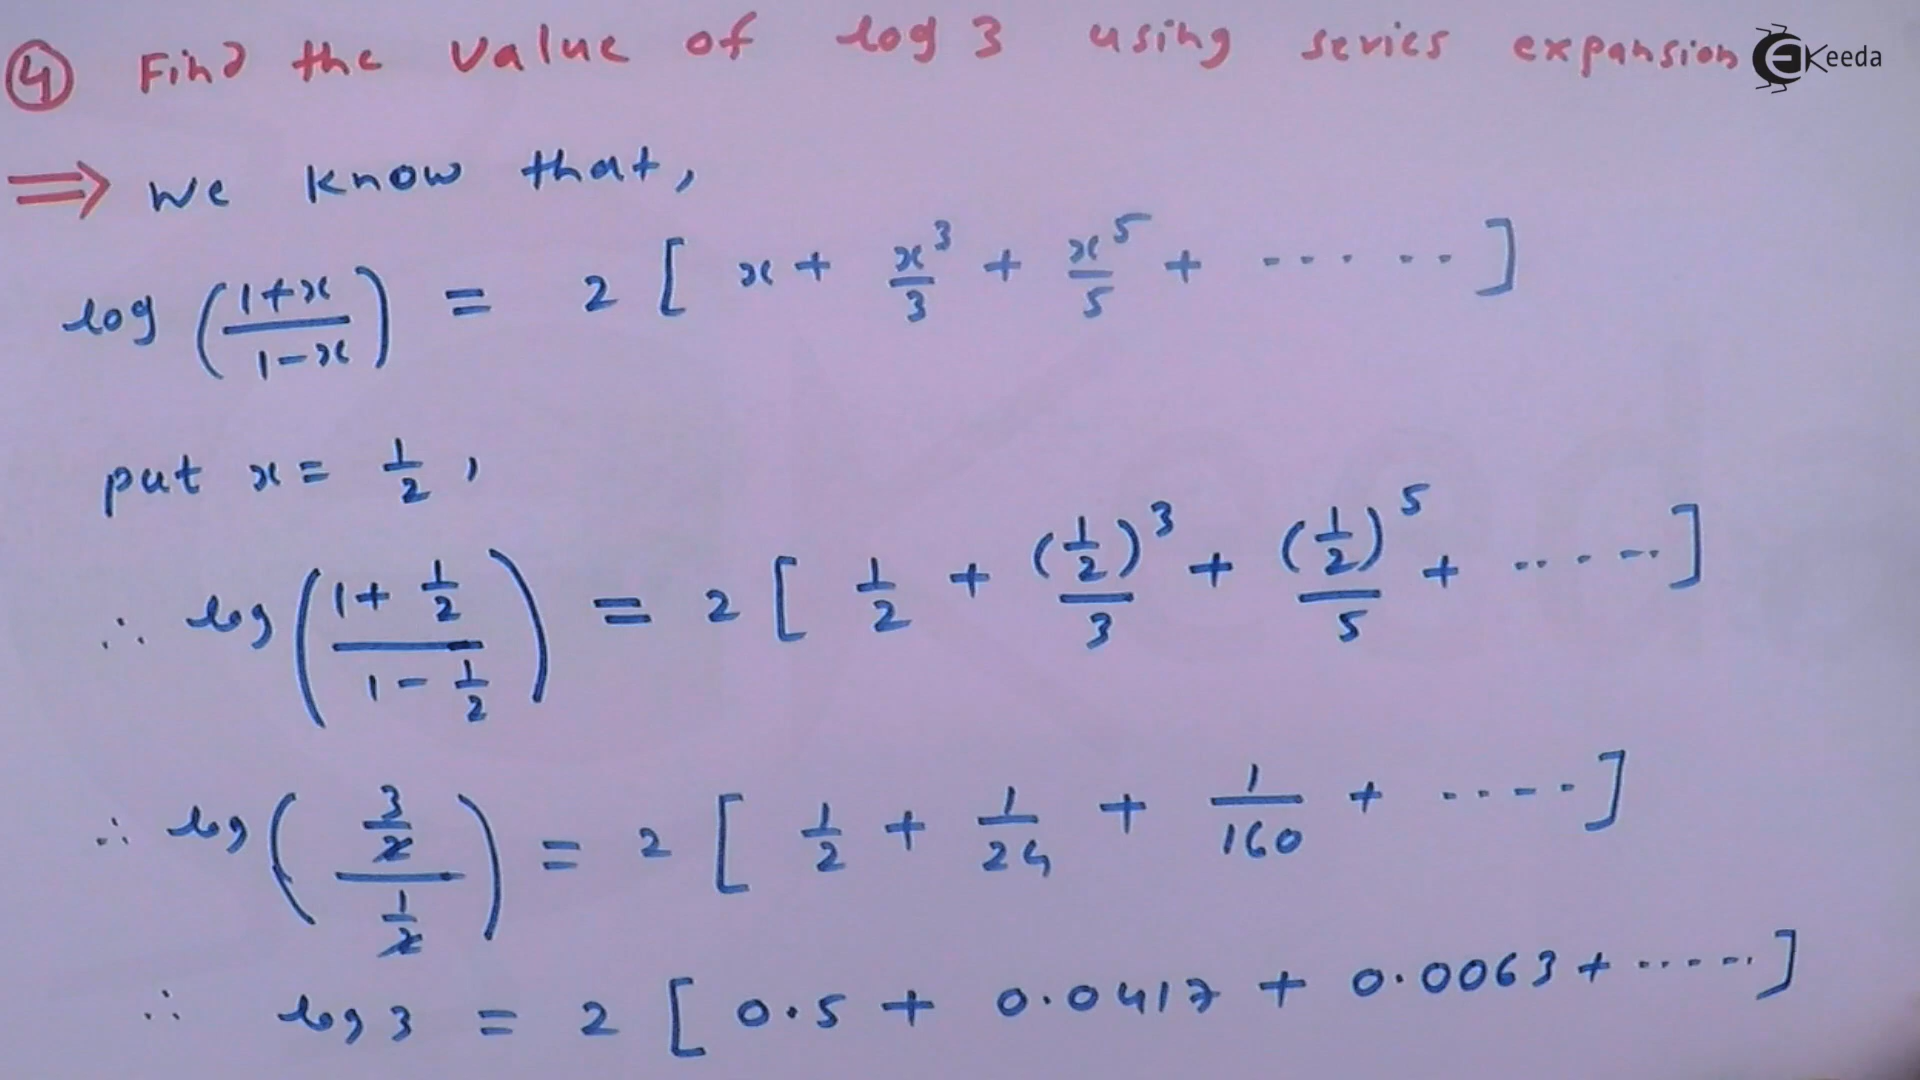 ④ Find the value of log 3 using series expansion EKeeda
⇒ we know that,
log ((1+x)/(1-x)) = 2 [ x + x³/3 + x⁵/5 + ...... ]
put x = 1/2 ,
∴ log ((1 + 1/2)/(1 - 1/2)) = 2 [ 1/2 + (1/2)³/3 + (1/2)⁵/5 + ...... ]
∴ log ((3/2)/(1/2)) = 2 [ 1/2 + 1/24 + 1/160 + ..... ]
∴ log 3 = 2 [ 0.5 + 0.0417 + 0.0063 + ...... ]